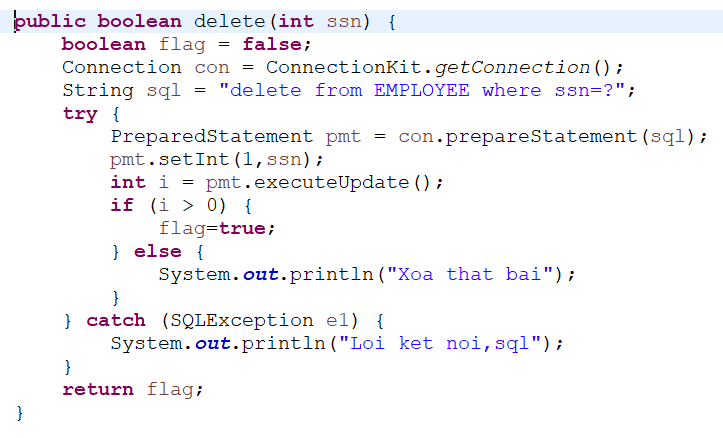 public boolean delete(int ssn) {
    boolean flag = false;
    Connection con = ConnectionKit.getConnection();
    String sql = "delete from EMPLOYEE where ssn=?";
    try {
        PreparedStatement pmt = con.prepareStatement(sql);
        pmt.setInt(1,ssn);
        int i = pmt.executeUpdate();
        if (i > 0) {
            flag=true;
        } else {
            System.out.println("Xoa that bai");
        }
    } catch (SQLException e1) {
        System.out.println("Loi ket noi,sql");
    }
    return flag;
}